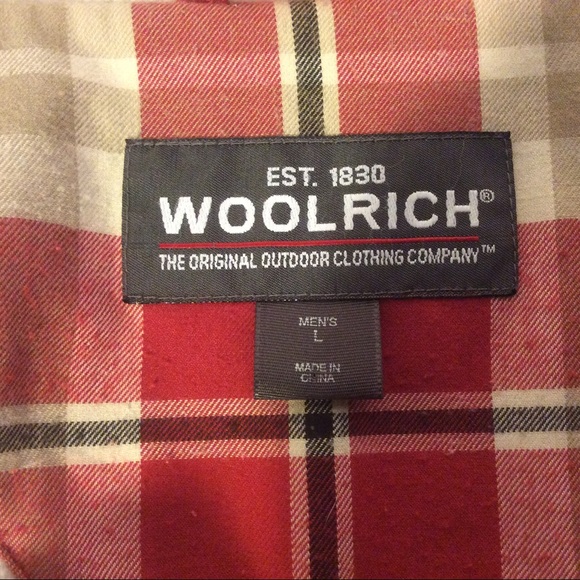 EST. 1830
WOOLRICH®
THE ORIGINAL OUTDOOR CLOTHING COMPANY™
MEN'S
L
MADE IN
CHINA